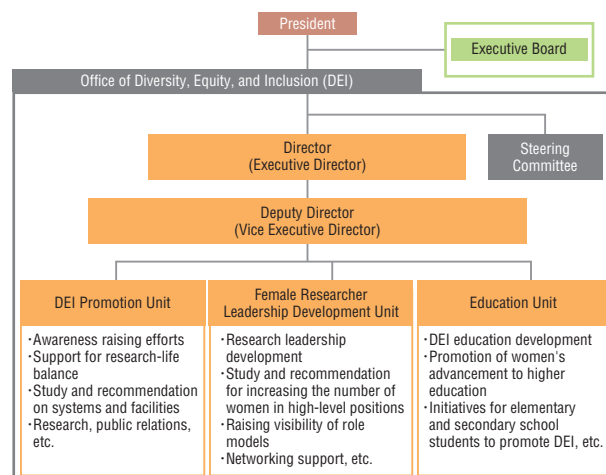 President
Executive Board
Office of Diversity, Equity, and Inclusion (DEI)
Director
(Executive Director)
Steering
Committee
Deputy Director
(Vice Executive Director)
DEI Promotion Unit
・Awareness raising efforts
・Support for research-life
balance
・Study and recommendation
on systems and facilities
・Research, public relations,
etc.
Female Researcher
Leadership Development Unit
・Research leadership
development
・Study and recommendation
for increasing the number of
women in high-level positions
・Raising visibility of role
models
・Networking support, etc.
Education Unit
・DEI education development
・Promotion of women's
advancement to higher
education
・Initiatives for elementary
and secondary school
students to promote DEI, etc.